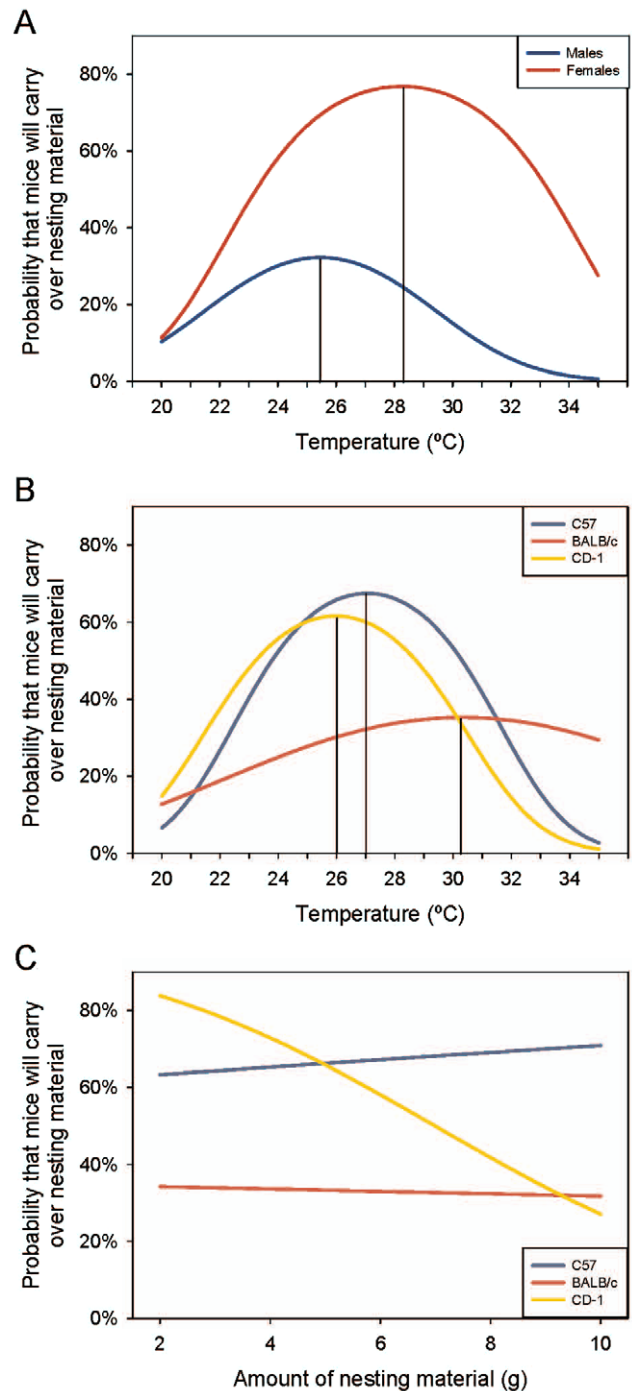 A
Probability that mice will carry
over nesting material
80%
60%
40%
20%
0%
Males
Females
20 22 24 26 28 30 32 34
Temperature (ºC)
B
Probability that mice will carry
over nesting material
80%
60%
40%
20%
0%
C57
BALB/c
CD-1
20 22 24 26 28 30 32 34
Temperature (ºC)
C
Probability that mice will carry
over nesting material
80%
60%
40%
20%
0%
C57
BALB/c
CD-1
2 4 6 8 10
Amount of nesting material (g)